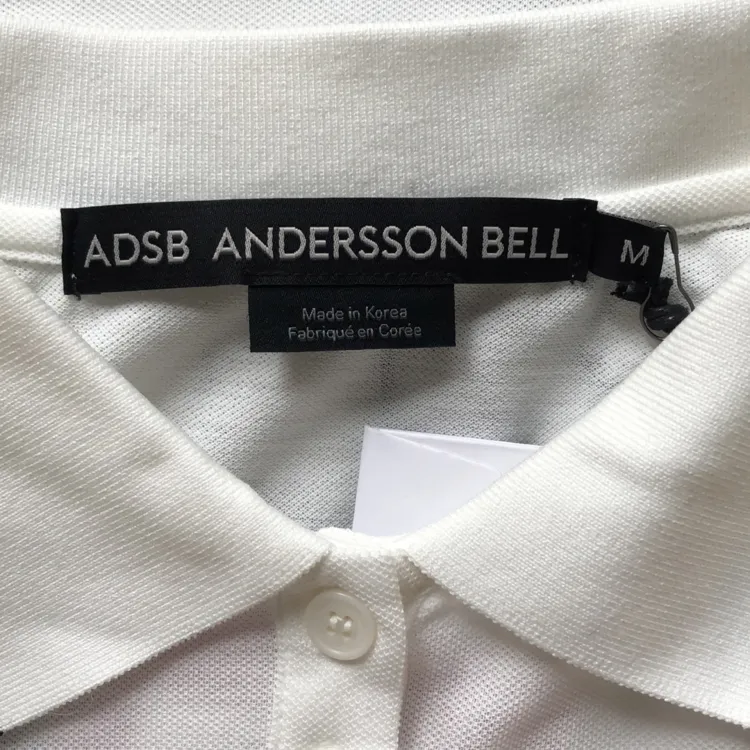 ADSB ANDERSSON BELL
M
Made in Korea
Fabriqué en Corée